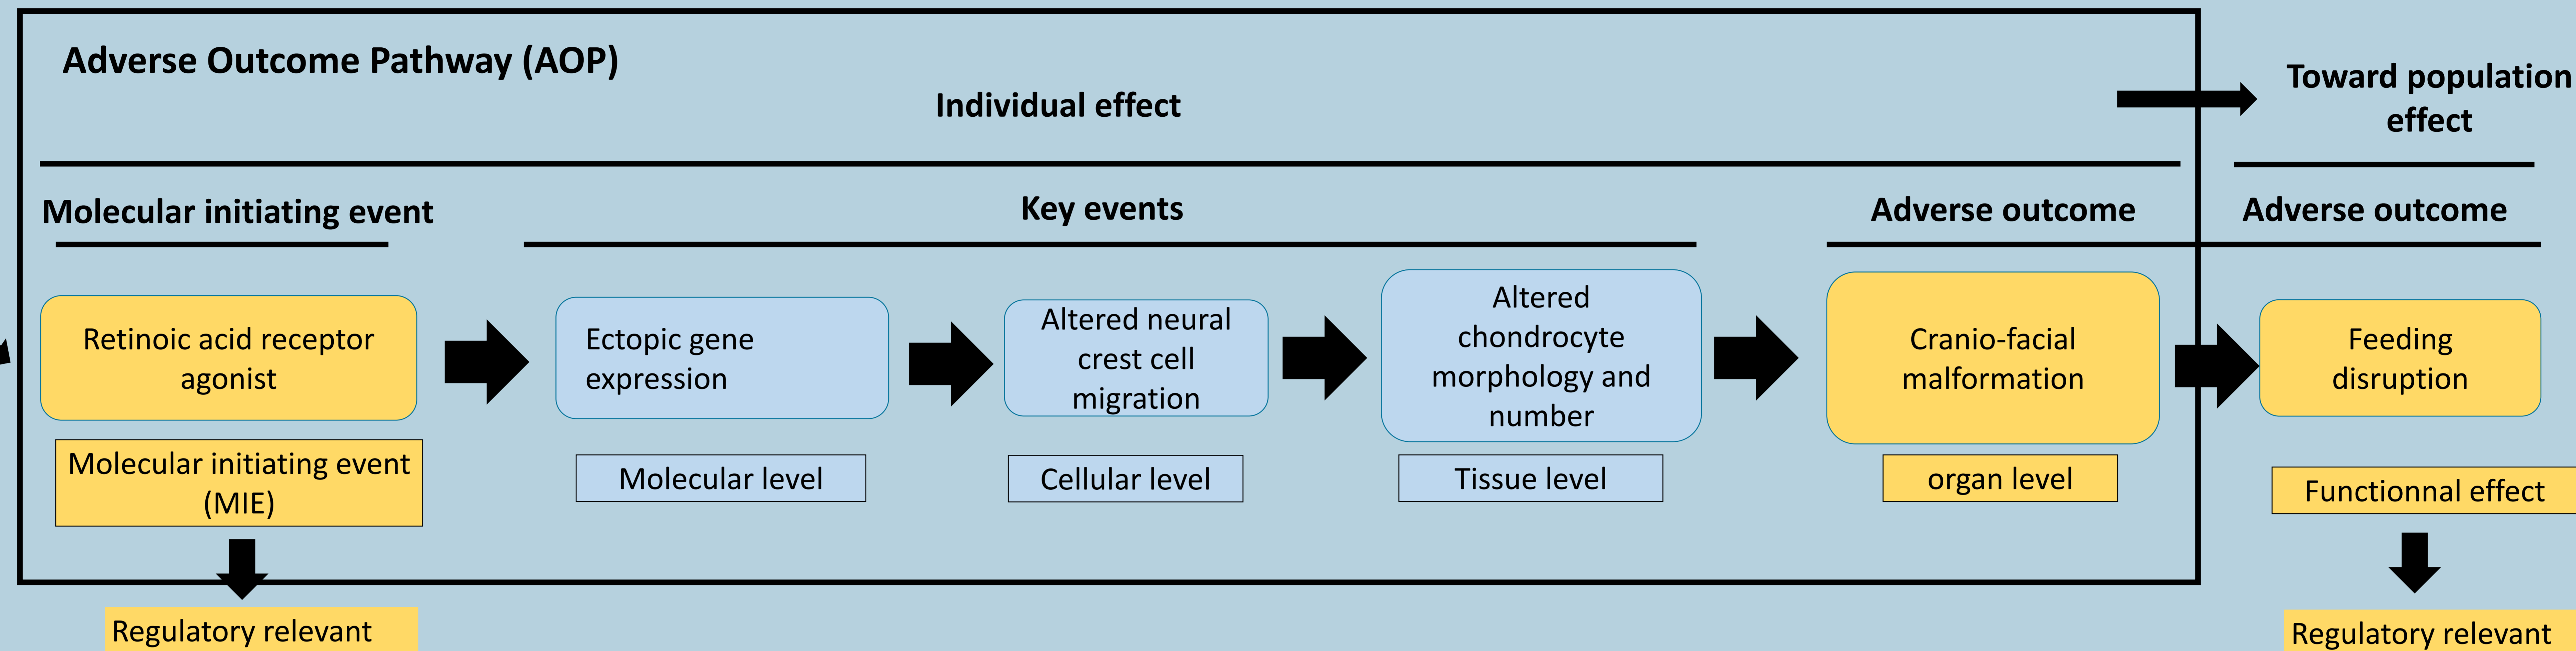 Adverse Outcome Pathway (AOP)
Individual effect
Toward population
effect
Molecular initiating event
Key events
Adverse outcome
Adverse outcome
Retinoic acid receptor
agonist
Ectopic gene
expression
Altered neural
crest cell
migration
Altered
chondrocyte
morphology and
number
Cranio-facial
malformation
Feeding
disruption
Molecular initiating event
(MIE)
Molecular level
Cellular level
Tissue level
organ level
Functionnal effect
Regulatory relevant
Regulatory relevant